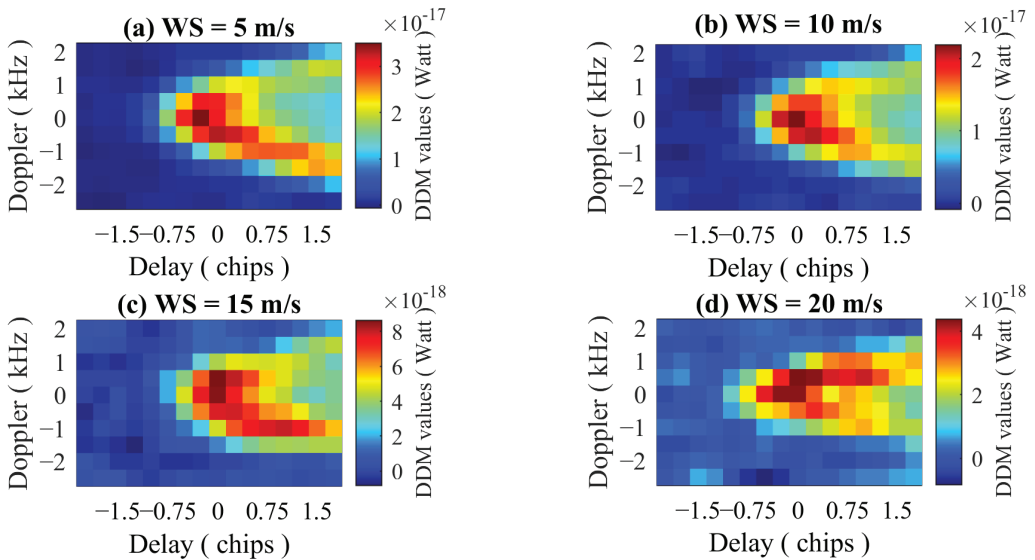 (a) WS = 5 m/s
×10-17
2
1
0
−1
−2
Doppler ( kHz )
−1.5−0.75 0 0.75 1.5
Delay ( chips )
3
2
1
0
DDM values ( Watt )
(b) WS = 10 m/s
×10-17
2
1
0
−1
−2
Doppler ( kHz )
−1.5−0.75 0 0.75 1.5
Delay ( chips )
2
1
0
DDM values ( Watt )
(c) WS = 15 m/s
×10-18
2
1
0
−1
−2
Doppler ( kHz )
−1.5−0.75 0 0.75 1.5
Delay ( chips )
8
6
4
2
0
DDM values ( Watt )
(d) WS = 20 m/s
×10-18
2
1
0
−1
−2
Doppler ( kHz )
−1.5−0.75 0 0.75 1.5
Delay ( chips )
4
2
0
DDM values ( Watt )